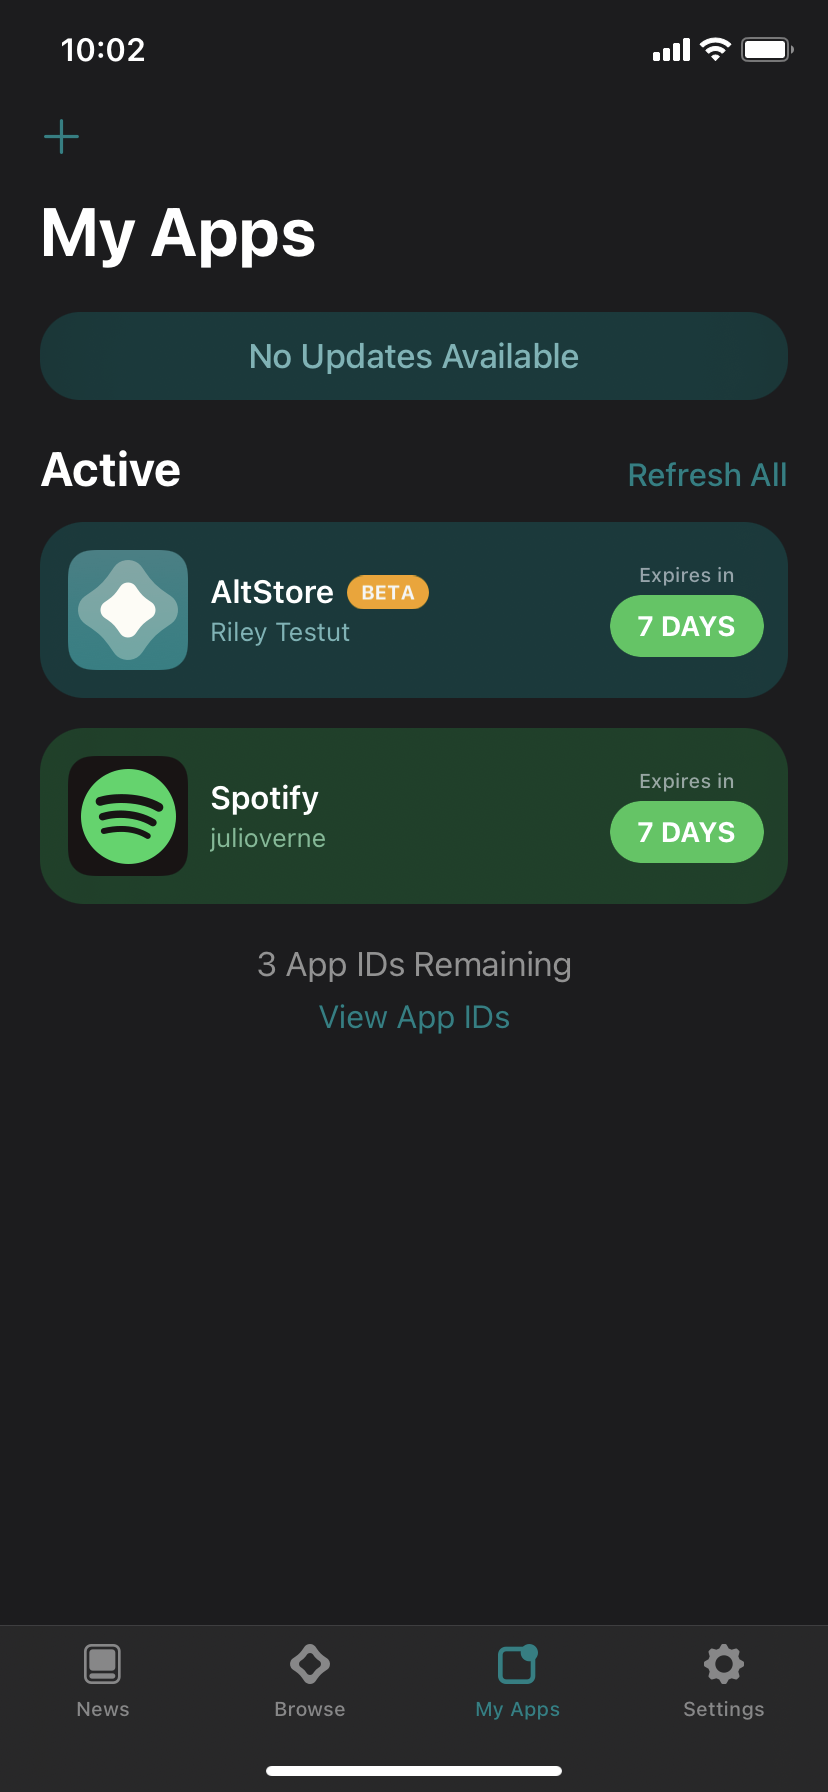 10:02
My Apps
No Updates Available
Active
Refresh All
AltStore BETA
Riley Testut
Expires in
7 DAYS
Spotify
julioverne
Expires in
7 DAYS
3 App IDs Remaining
View App IDs
News
Browse
My Apps
Settings